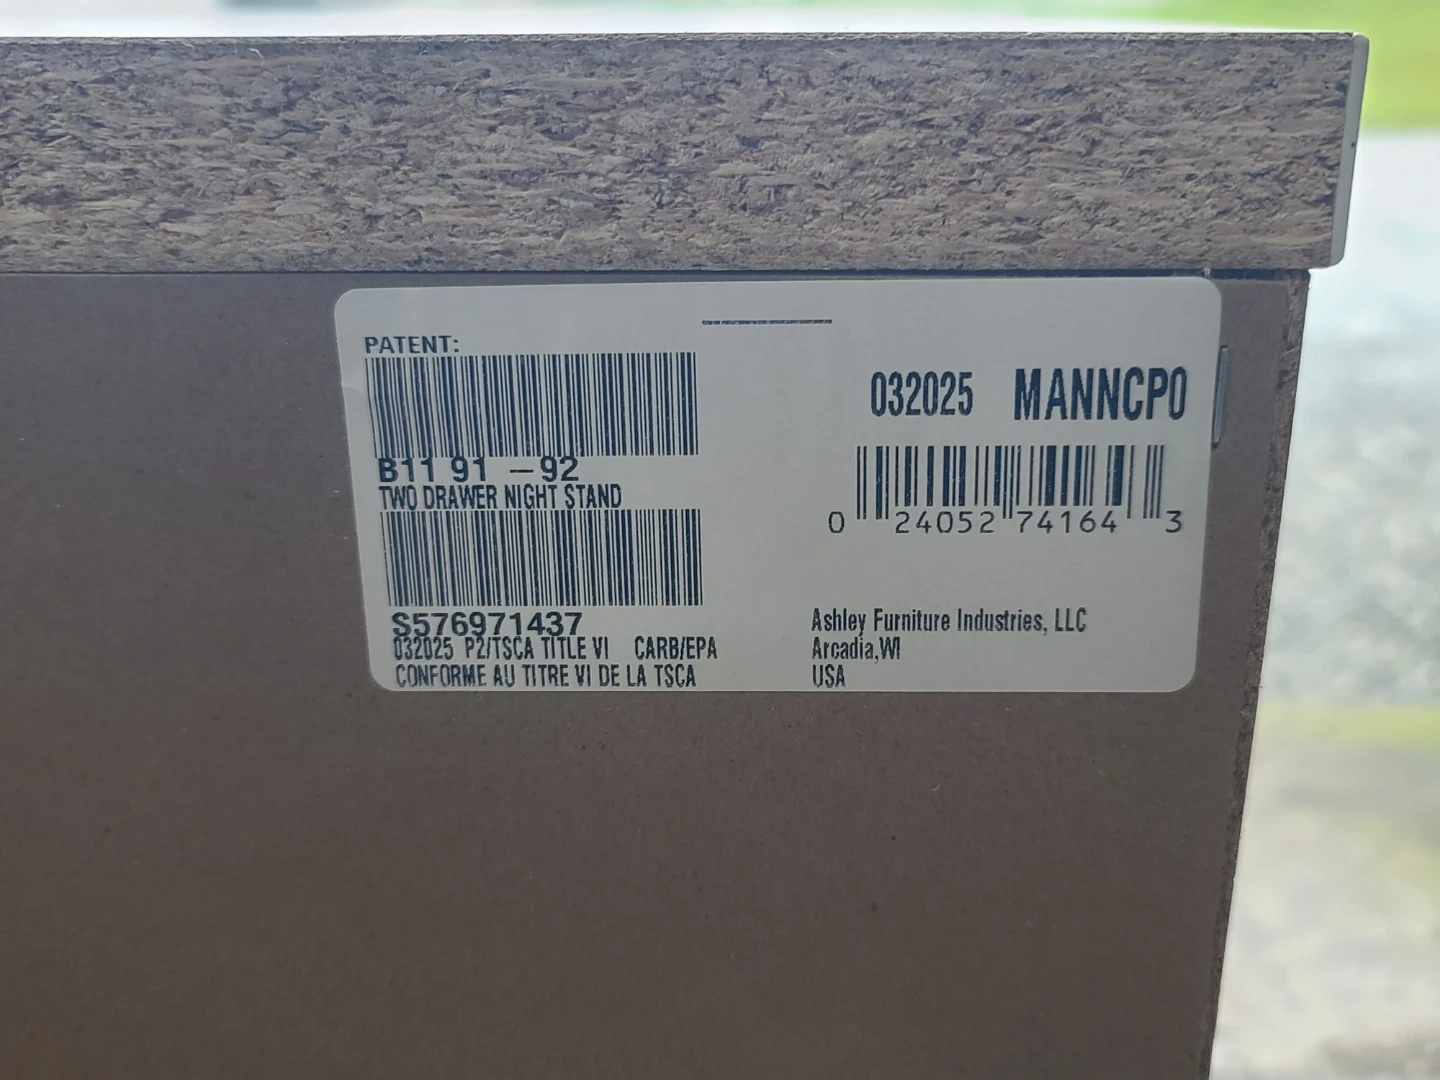 PATENT:
B11 91 –92
TWO DRAWER NIGHT STAND
S576971437
032025 P2/TSCA TITLE VI CARB/EPA
CONFORME AU TITRE VI DE LA TSCA
032025 MANNCP0
0 24052 74164 3
Ashley Furniture Industries, LLC
Arcadia,WI
USA